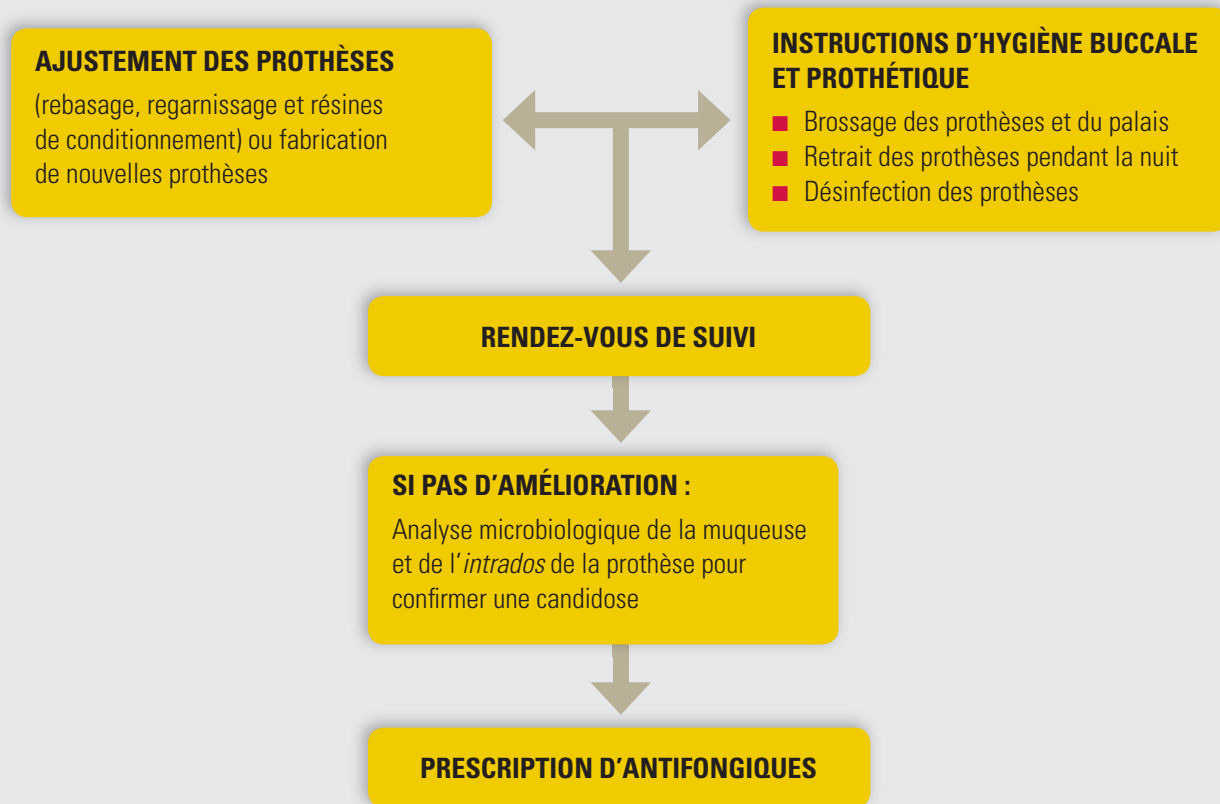 AJUSTEMENT DES PROTHÈSES
(rebasage, regarnissage et résines
de conditionnement) ou fabrication
de nouvelles prothèses
INSTRUCTIONS D’HYGIÈNE BUCCALE
ET PROTHÉTIQUE
■ Brossage des prothèses et du palais
■ Retrait des prothèses pendant la nuit
■ Désinfection des prothèses
RENDEZ-VOUS DE SUIVI
SI PAS D’AMÉLIORATION :
Analyse microbiologique de la muqueuse
et de l’intrados de la prothèse pour
confirmer une candidose
PRESCRIPTION D’ANTIFONGIQUES